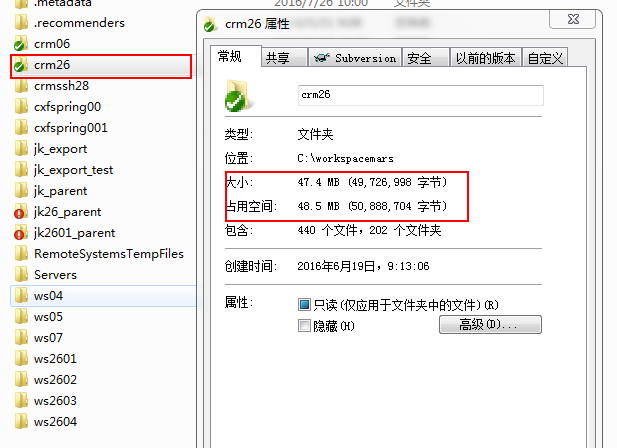 .metadata
2016/7/26 10:00
文件夹
.recommenders
crm06
crm26
crmssh28
cxfspring00
cxfspring001
jk_export
jk_export_test
jk_parent
jk26_parent
jk2601_parent
RemoteSystemsTempFiles
Servers
ws04
ws05
ws07
ws2601
ws2602
ws2603
ws2604
crm26 属性
常规
共享
Subversion
安全
以前的版本
自定义
crm26
类型: 文件夹
位置: C:\workspacemars
大小: 47.4 MB (49,726,998 字节)
占用空间: 48.5 MB (50,888,704 字节)
包含: 440 个文件，202 个文件夹
创建时间: 2016年6月19日，9:13:06
属性: 只读(仅应用于文件夹中的文件)(R)
隐藏(H)
高级(D)...